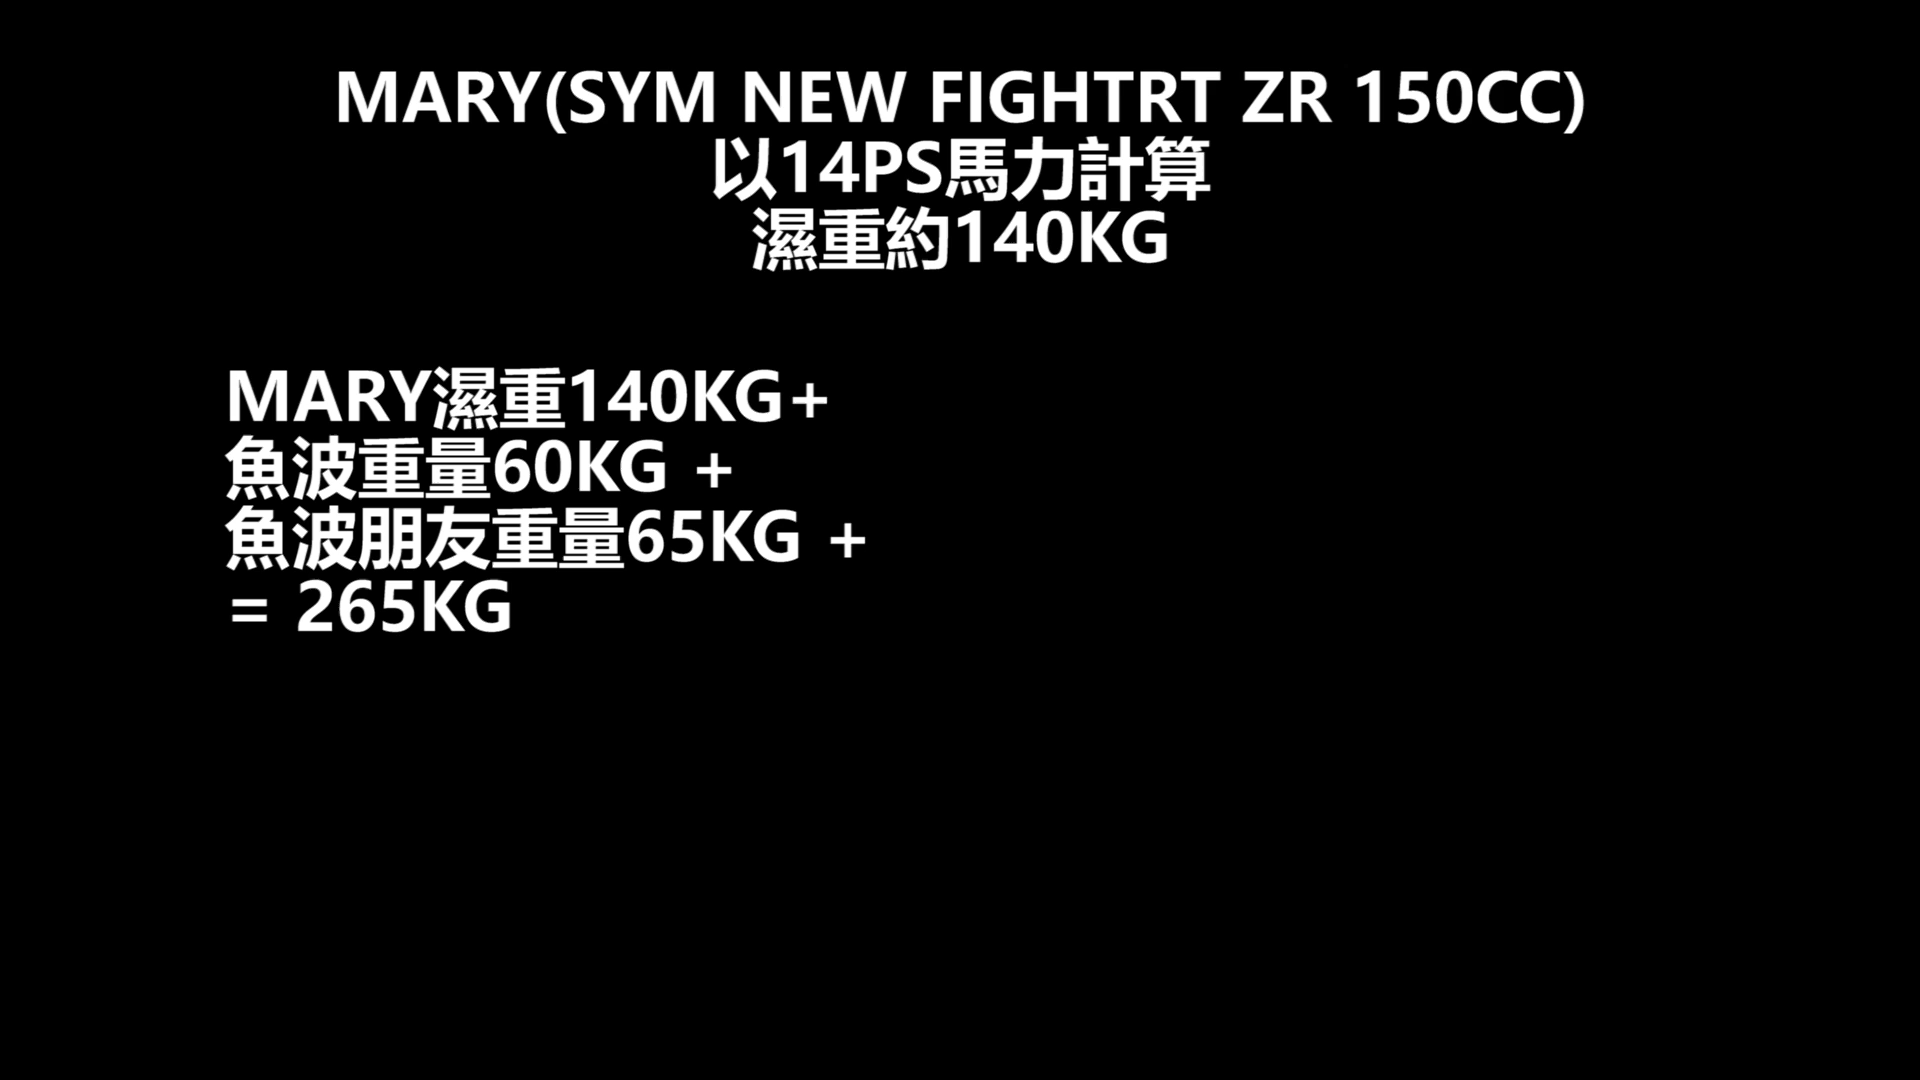 MARY(SYM NEW FIGHTRT ZR 150CC)
以14PS馬力計算
濕重約140KG
MARY濕重140KG+
魚波重量60KG +
魚波朋友重量65KG +
= 265KG